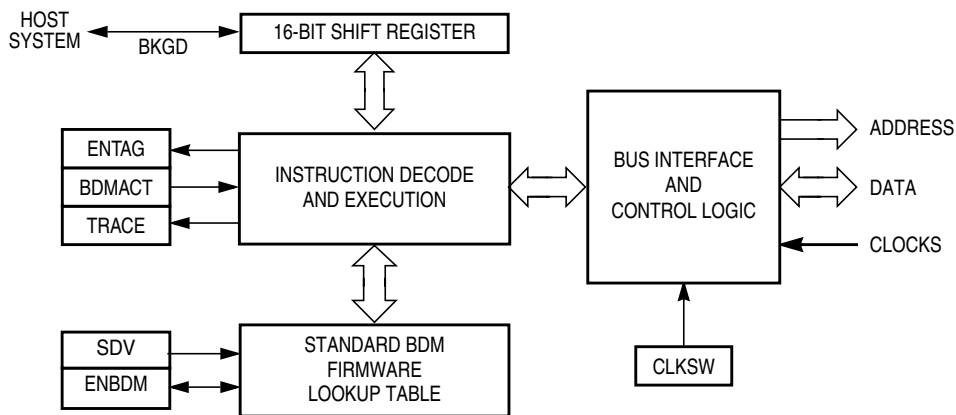 HOST
SYSTEM
BKGD
16-BIT SHIFT REGISTER
ENTAG
BDMACT
TRACE
INSTRUCTION DECODE
AND EXECUTION
BUS INTERFACE
AND
CONTROL LOGIC
ADDRESS
DATA
CLOCKS
SDV
ENBDM
STANDARD BDM
FIRMWARE
LOOKUP TABLE
CLKSW